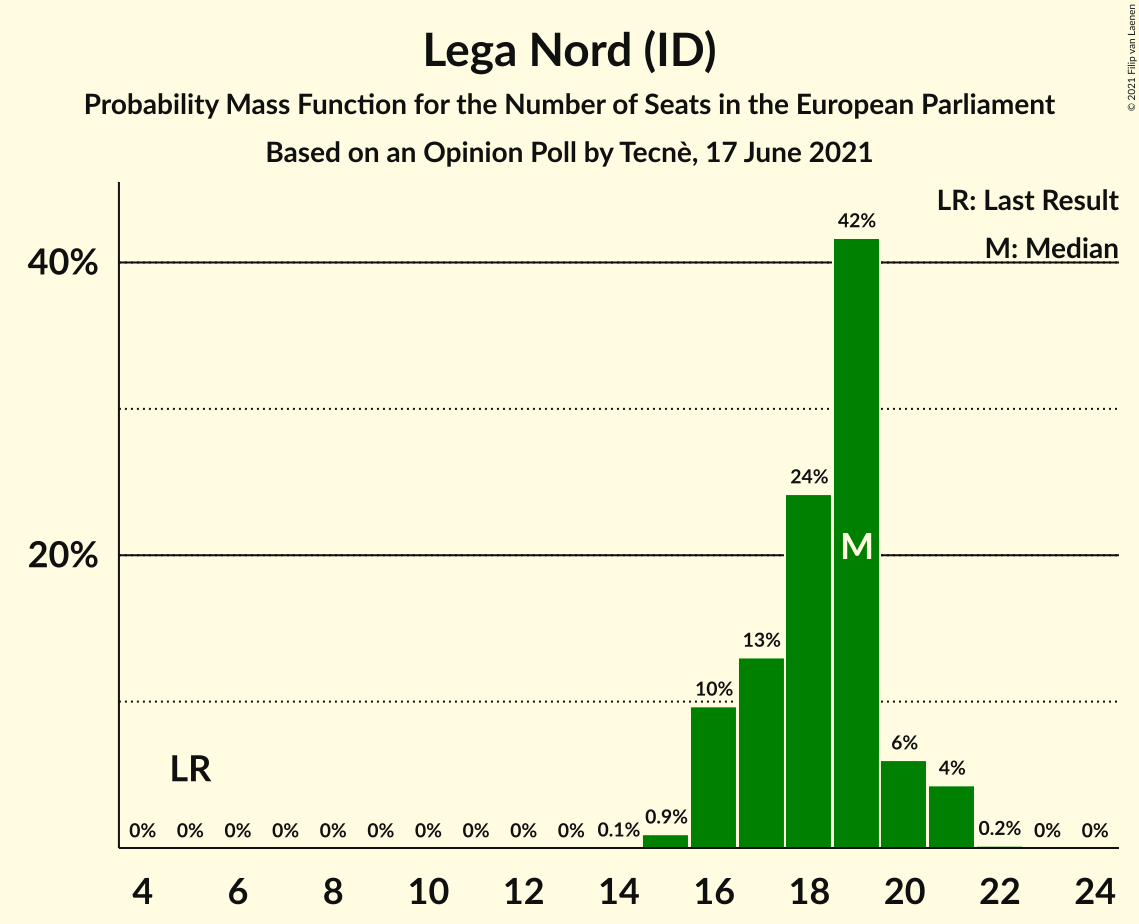 Lega Nord (ID)
Probability Mass Function for the Number of Seats in the European Parliament
Based on an Opinion Poll by Tecnè, 17 June 2021
© 2021 Filip van Laenen
LR: Last Result
M: Median
40%
20%
42%
24%
M
13%
10%
6%
4%
LR
0% 0% 0% 0% 0% 0% 0% 0% 0% 0% 0.1% 0.9% 0.2% 0% 0%
4 6 8 10 12 14 16 18 20 22 24